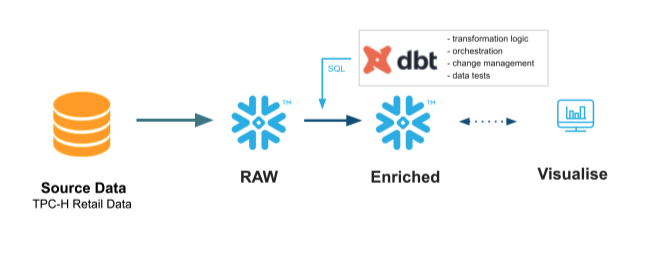 dbt
- transformation logic
- orchestration
- change management
- data tests
SQL
TM
TM
RAW
Enriched
Visualise
Source Data
TPC-H Retail Data